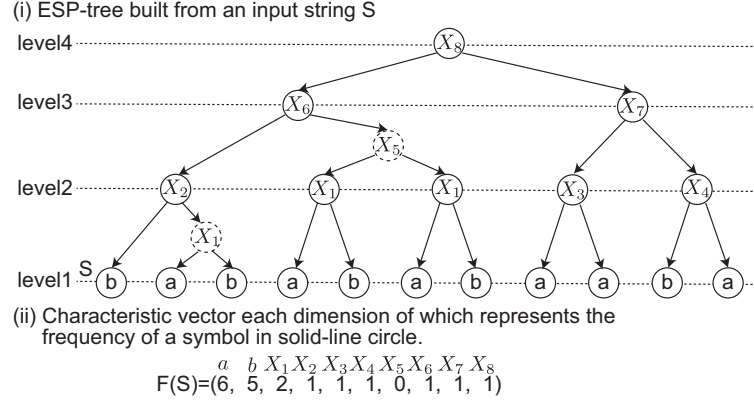 (i) ESP-tree built from an input string S
level4 X₈
level3 X₆ X₇
X₅
level2 X₂ X₁ X₁ X₃ X₄
X₁
level1 S b a b a b a b a a b a
(ii) Characteristic vector each dimension of which represents the
frequency of a symbol in solid-line circle.
a b X₁ X₂ X₃ X₄ X₅ X₆ X₇ X₈
F(S)=(6, 5, 2, 1, 1, 1, 0, 1, 1, 1)